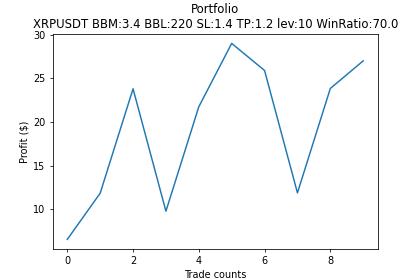 Portfolio
XRPUSDT BBM:3.4 BBL:220 SL:1.4 TP:1.2 lev:10 WinRatio:70.0
30
25
20
15
10
Profit ($)
0
2
4
6
8
Trade counts